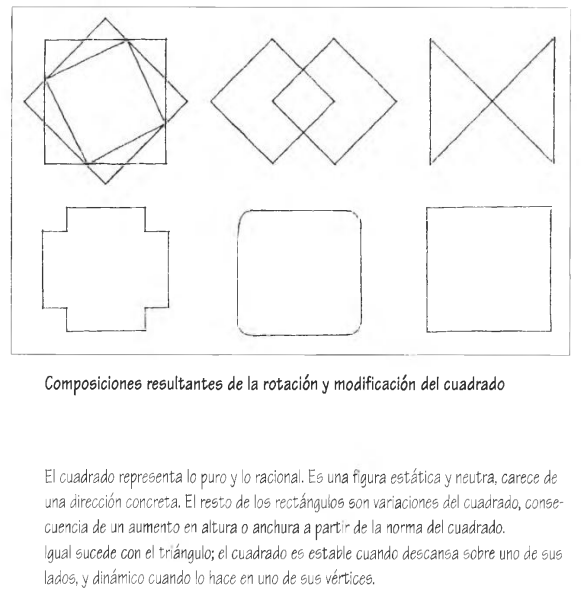 Composiciones resultantes de la rotación y modificación del cuadrado
El cuadrado representa lo puro y lo racional. Es una figura estática y neutra, carece de
una dirección concreta. El resto de los rectángulos son variaciones del cuadrado, conse-
cuencia de un aumento en altura o anchura a partir de la norma del cuadrado.
Igual sucede con el triángulo; el cuadrado es estable cuando descansa sobre uno de sus
lados, y dinámico cuando lo hace en uno de sus vértices.